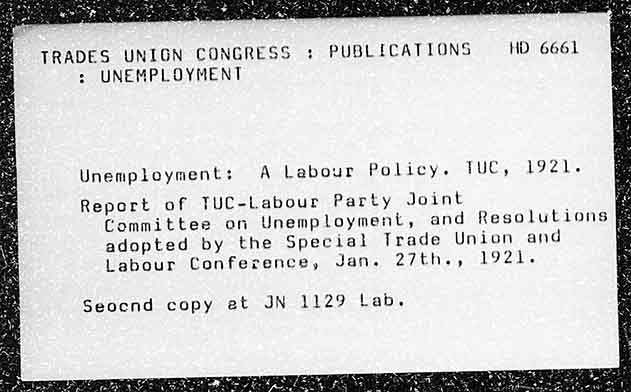 TRADES UNION CONGRESS : PUBLICATIONS HD 6661
: UNEMPLOYMENT
Unemployment: A Labour Policy. TUC, 1921.
Report of TUC-Labour Party Joint
Committee on Unemployment, and Resolutions
adopted by the Special Trade Union and
Labour Conference, Jan. 27th., 1921.
Seocnd copy at JN 1129 Lab.